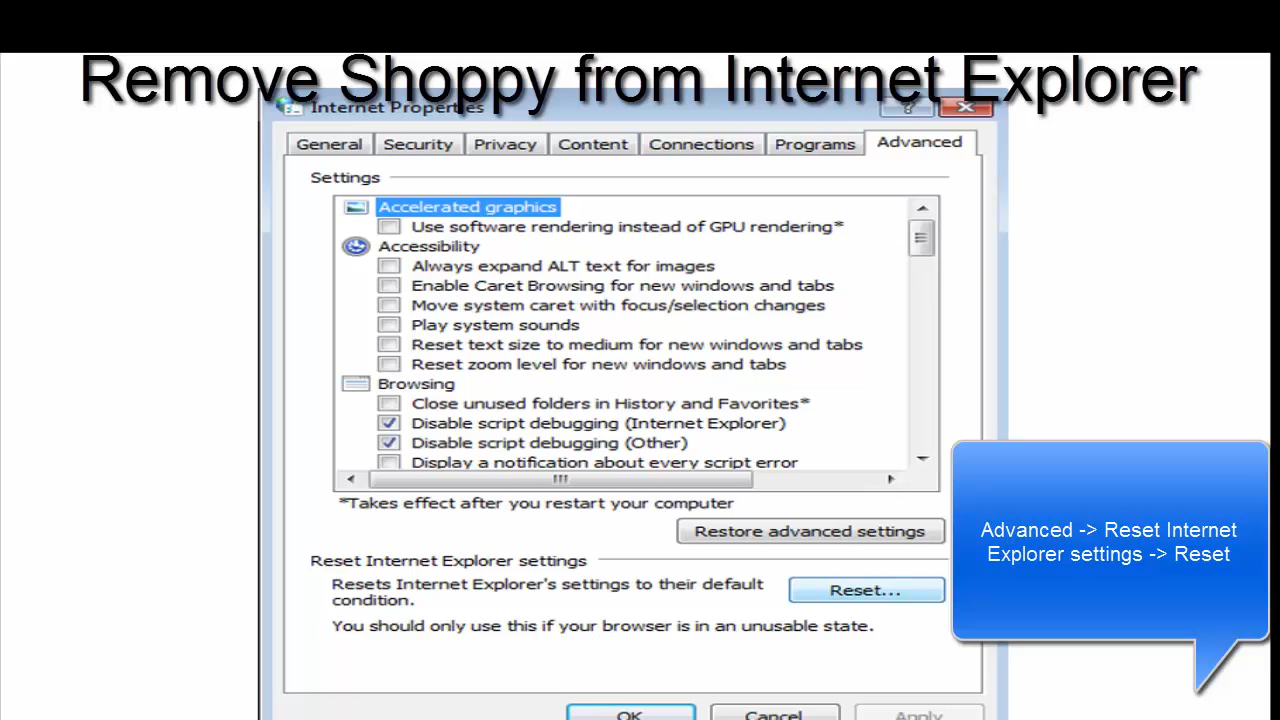 Remove Shoppy from Internet Explorer
Internet Properties
General Security Privacy Content Connections Programs Advanced
Settings
Accelerated graphics
Use software rendering instead of GPU rendering*
Accessibility
Always expand ALT text for images
Enable Caret Browsing for new windows and tabs
Move system caret with focus/selection changes
Play system sounds
Reset text size to medium for new windows and tabs
Reset zoom level for new windows and tabs
Browsing
Close unused folders in History and Favorites*
Disable script debugging (Internet Explorer)
Disable script debugging (Other)
Display a notification about every script error
*Takes effect after you restart your computer
Restore advanced settings
Reset Internet Explorer settings
Resets Internet Explorer's settings to their default
condition.
Reset...
You should only use this if your browser is in an unusable state.
OK Cancel Apply
Advanced -> Reset Internet
Explorer settings -> Reset